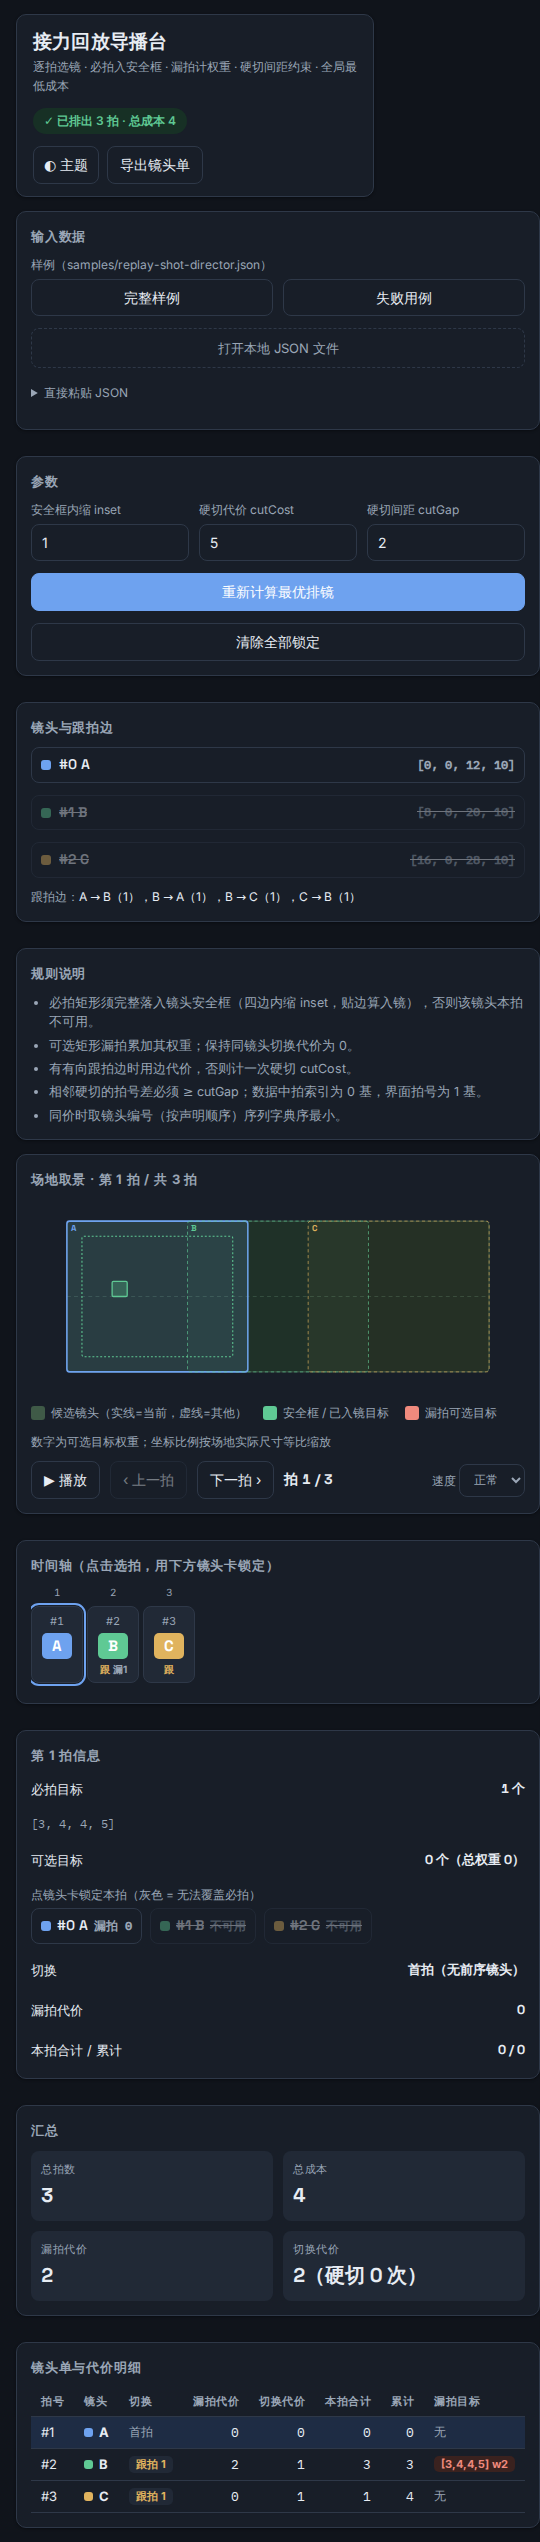 接力回放导播台
逐拍选镜 · 必拍入安全框 · 漏拍计权重 · 硬切间距约束 · 全局最
低成本
✓ 已排出 3 拍 · 总成本 4
◐ 主题
导出镜头单
输入数据
样例（samples/replay-shot-director.json）
完整样例
失败用例
打开本地 JSON 文件
▶ 直接粘贴 JSON
参数
安全框内缩 inset
硬切代价 cutCost
硬切间距 cutGap
1
5
2
重新计算最优排镜
清除全部锁定
镜头与跟拍边
#0 A [0, 0, 12, 10]
#1 B [8, 0, 20, 10]
#2 C [16, 0, 28, 10]
跟拍边：A→B（1），B→A（1），B→C（1），C→B（1）
规则说明
• 必拍矩形须完整落入镜头安全框（四边内缩 inset，贴边算入镜），否则该镜头本拍
不可用。
• 可选矩形漏拍累加其权重；保持同镜头切换代价为 0。
• 有有向跟拍边时用边代价，否则计一次硬切 cutCost。
• 相邻硬切的拍号差必须 ≥ cutGap；数据中拍索引为 0 基，界面拍号为 1 基。
• 同价时取镜头编号（按声明顺序）序列字典序最小。
场地取景 · 第 1 拍 / 共 3 拍
A
B
C
候选镜头（实线=当前，虚线=其他）
安全框 / 已入镜目标
漏拍可选目标
数字为可选目标权重；坐标比例按场地实际尺寸等比缩放
▶ 播放
‹ 上一拍
下一拍 ›
拍 1 / 3
速度
正常
时间轴（点击选拍，用下方镜头卡锁定）
1 2 3
#1 #2 #3
A B C
跟 漏1 跟
第 1 拍信息
必拍目标 1 个
[3, 4, 4, 5]
可选目标 0 个（总权重 0）
点镜头卡锁定本拍（灰色 = 无法覆盖必拍）
#0 A 漏拍 0
#1 B 不可用
#2 C 不可用
切换 首拍（无前序镜头）
漏拍代价 0
本拍合计 / 累计 0 / 0
汇总
总拍数
3
总成本
4
漏拍代价
2
切换代价
2（硬切 0 次）
镜头单与代价明细
拍号 镜头 切换 漏拍代价 切换代价 本拍合计 累计 漏拍目标
#1 A 首拍 0 0 0 0 无
#2 B 跟拍 1 2 1 3 3 [3,4,4,5] w2
#3 C 跟拍 1 0 1 1 4 无